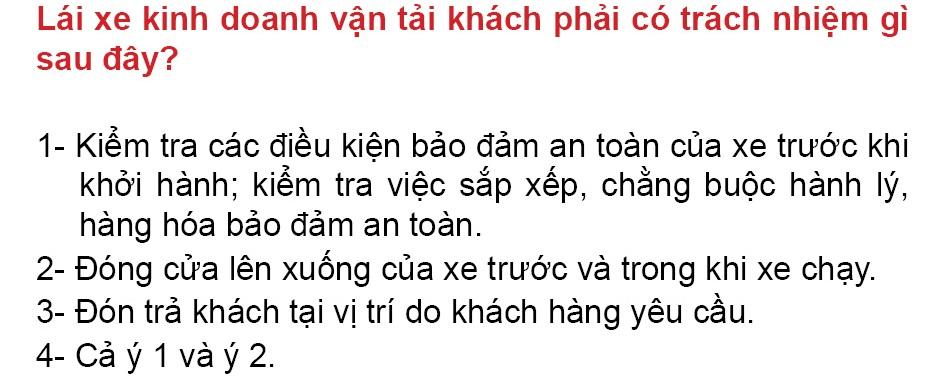 Lái xe kinh doanh vận tải khách phải có trách nhiệm gì
sau đây?
1- Kiểm tra các điều kiện bảo đảm an toàn của xe trước khi
khởi hành; kiểm tra việc sắp xếp, chằng buộc hành lý,
hàng hóa bảo đảm an toàn.
2- Đóng cửa lên xuống của xe trước và trong khi xe chạy.
3- Đón trả khách tại vị trí do khách hàng yêu cầu.
4- Cả ý 1 và ý 2.